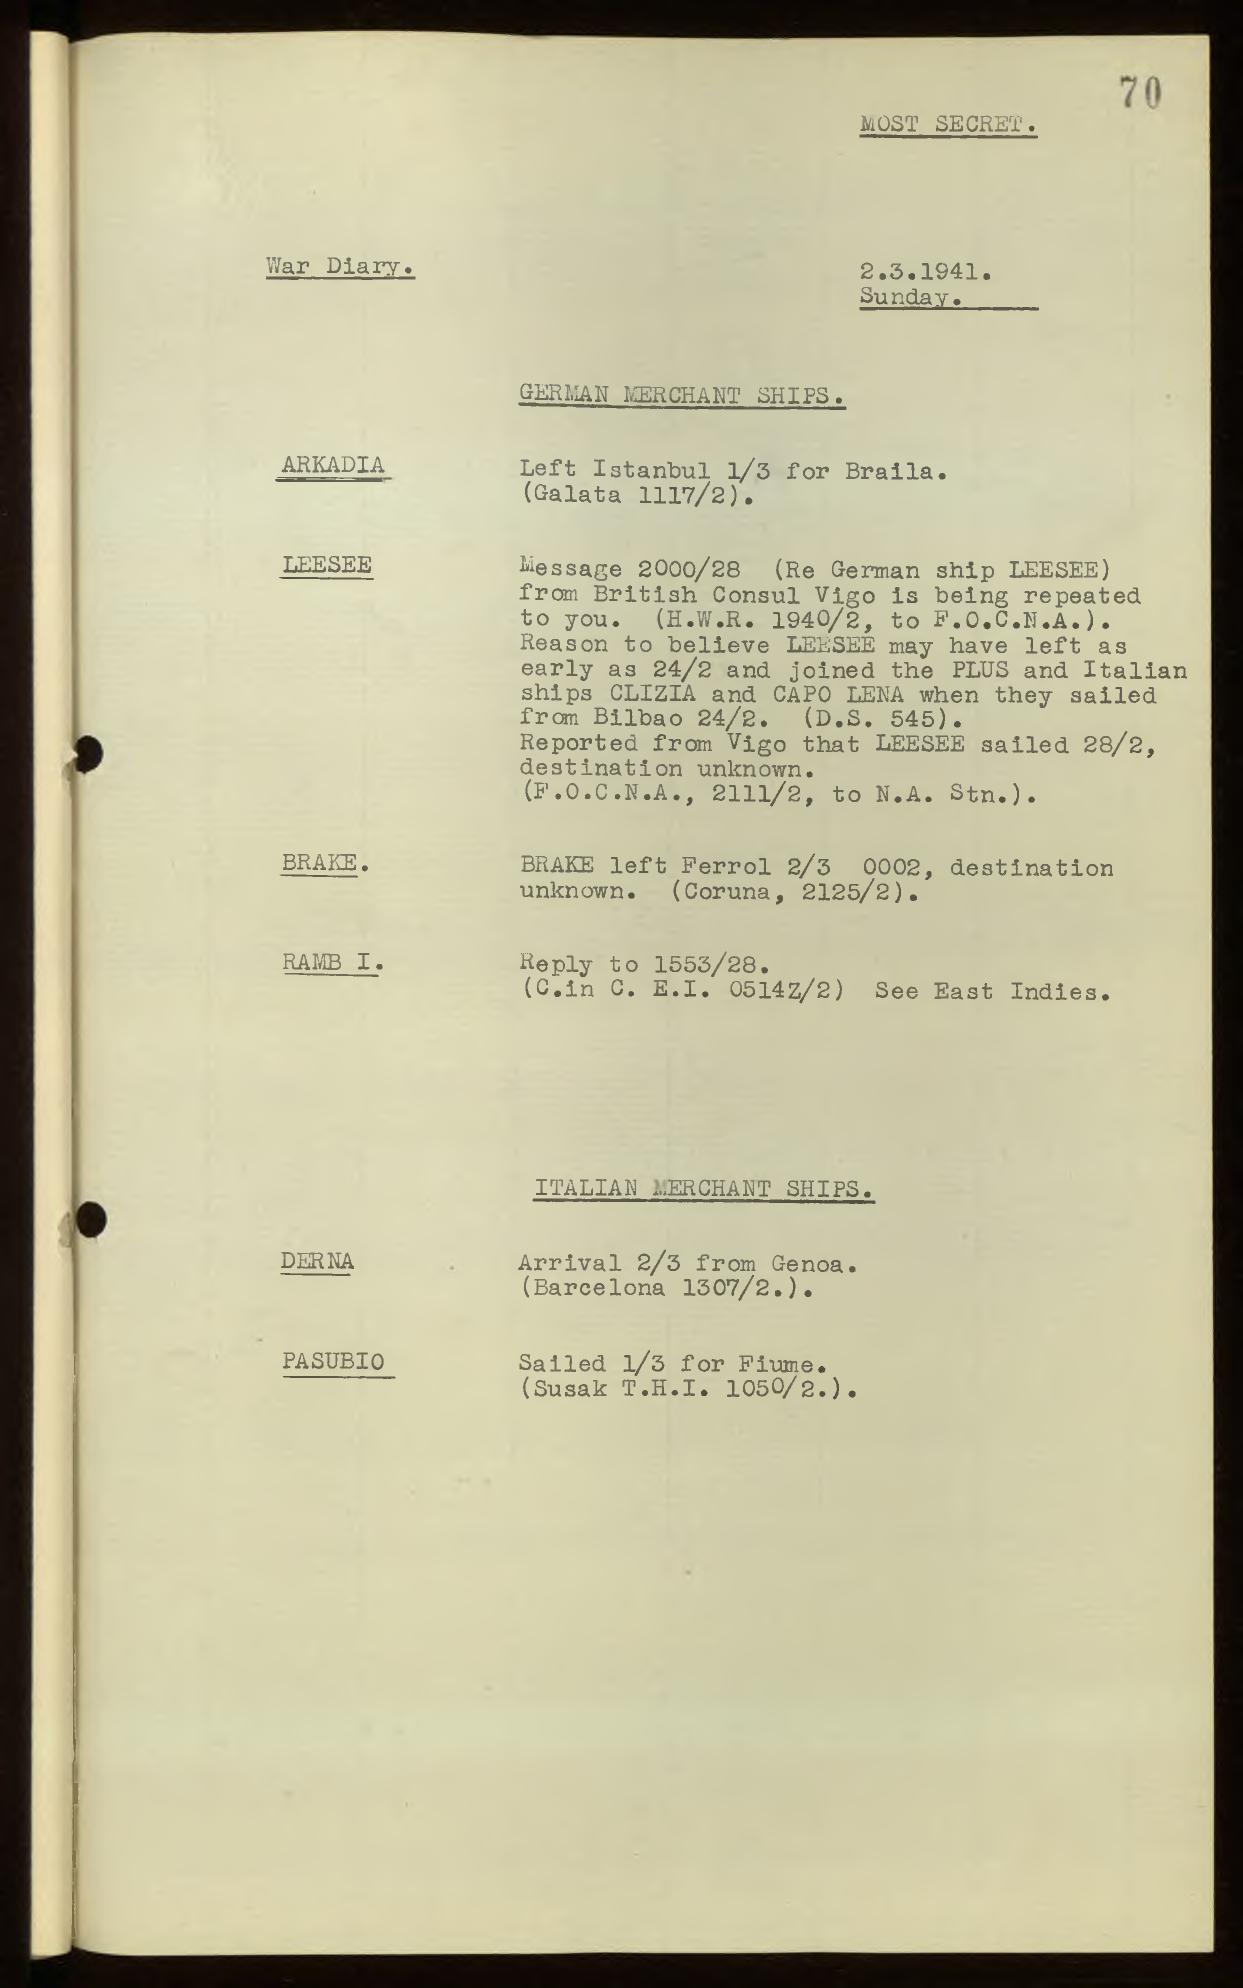 70
MOST SECRET.
War Diary.
2.3.1941.
Sunday.
GERMAN MERCHANT SHIPS.
ARKADIA
Left Istanbul 1/3 for Braila.
(Galata 1117/2).
LEESEE
Message 2000/28 (Re German ship LEESEE)
from British Consul Vigo is being repeated
to you. (H.W.R. 1940/2, to F.O.C.N.A.).
Reason to believe LEESEE may have left as
early as 24/2 and joined the PLUS and Italian
ships CLIZIA and CAPO LENA when they sailed
from Bilbao 24/2. (D.S. 545).
Reported from Vigo that LEESEE sailed 28/2,
destination unknown.
(F.O.C.N.A., 2111/2, to N.A. Stn.).
BRAKE.
BRAKE left Ferrol 2/3 0002, destination
unknown. (Coruna, 2125/2).
RAMB I.
Reply to 1553/28.
(C.in C. E.I. 0514Z/2) See East Indies.
ITALIAN MERCHANT SHIPS.
DERNA
Arrival 2/3 from Genoa.
(Barcelona 1307/2.).
PASUBIO
Sailed 1/3 for Fiume.
(Susak T.H.I. 1050/2.).